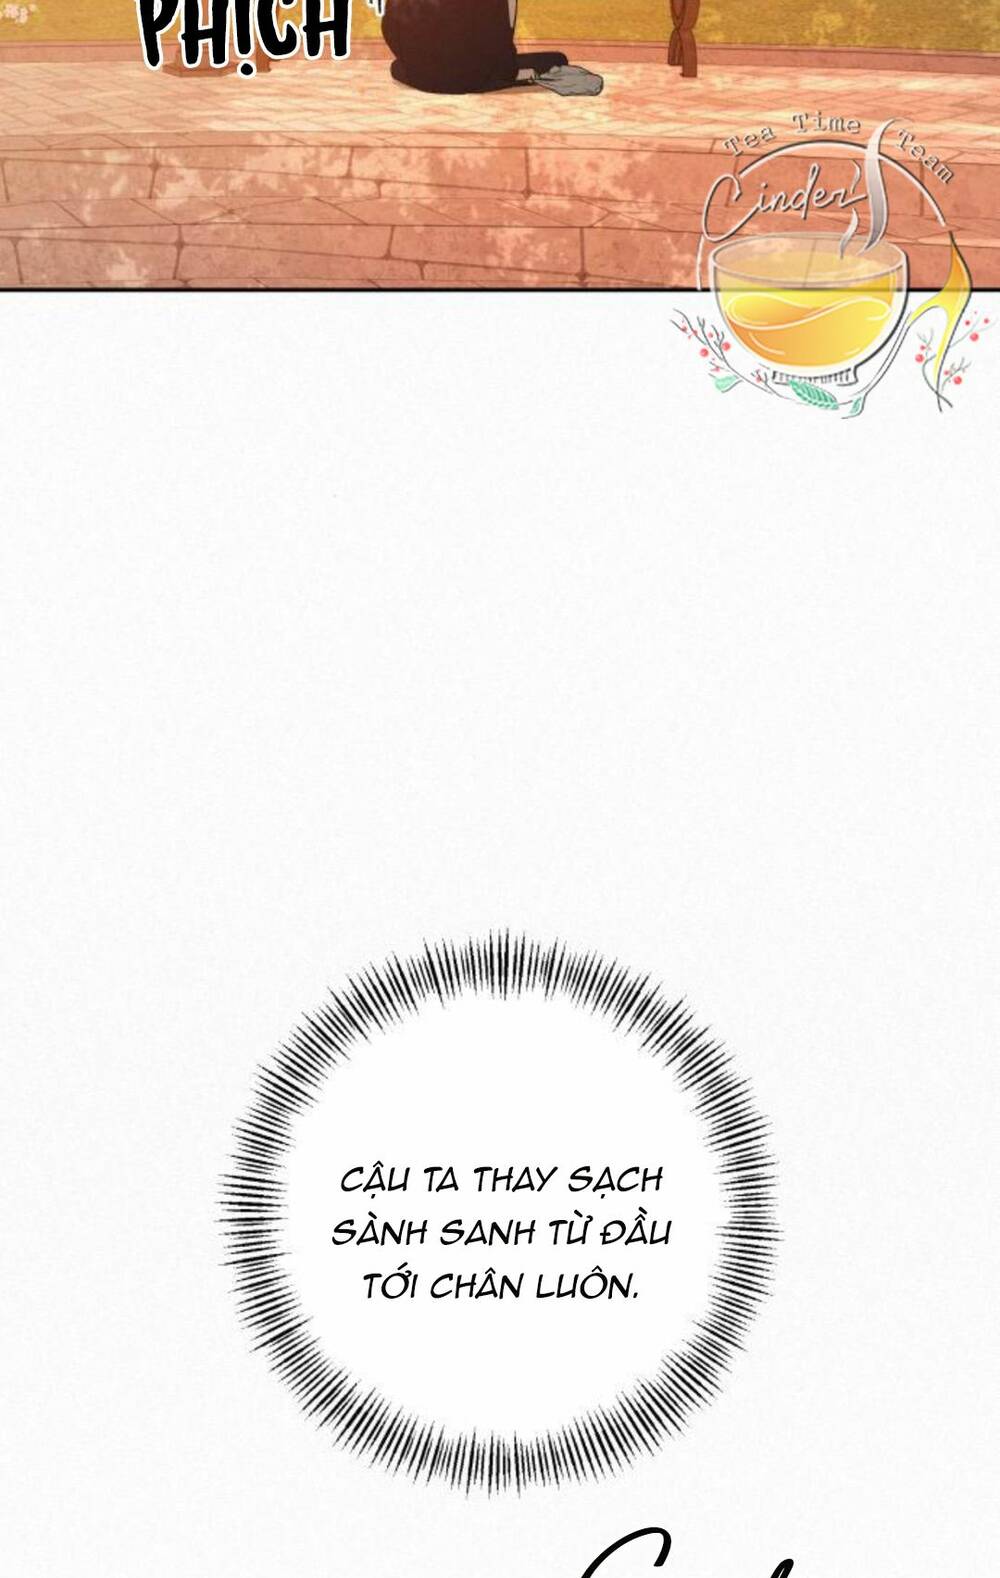 PHỊCH
Tea Time Team
Cinder
CẬU TA THAY SẠCH
SÀNH SANH TỪ ĐẦU
TỚI CHÂN LUÔN.